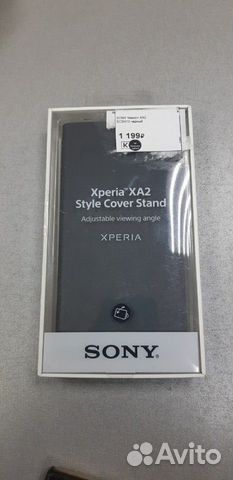 1 199₽
Xperia™ XA2
Style Cover Stand
Adjustable viewing angle
XPERIA
SONY
Avito